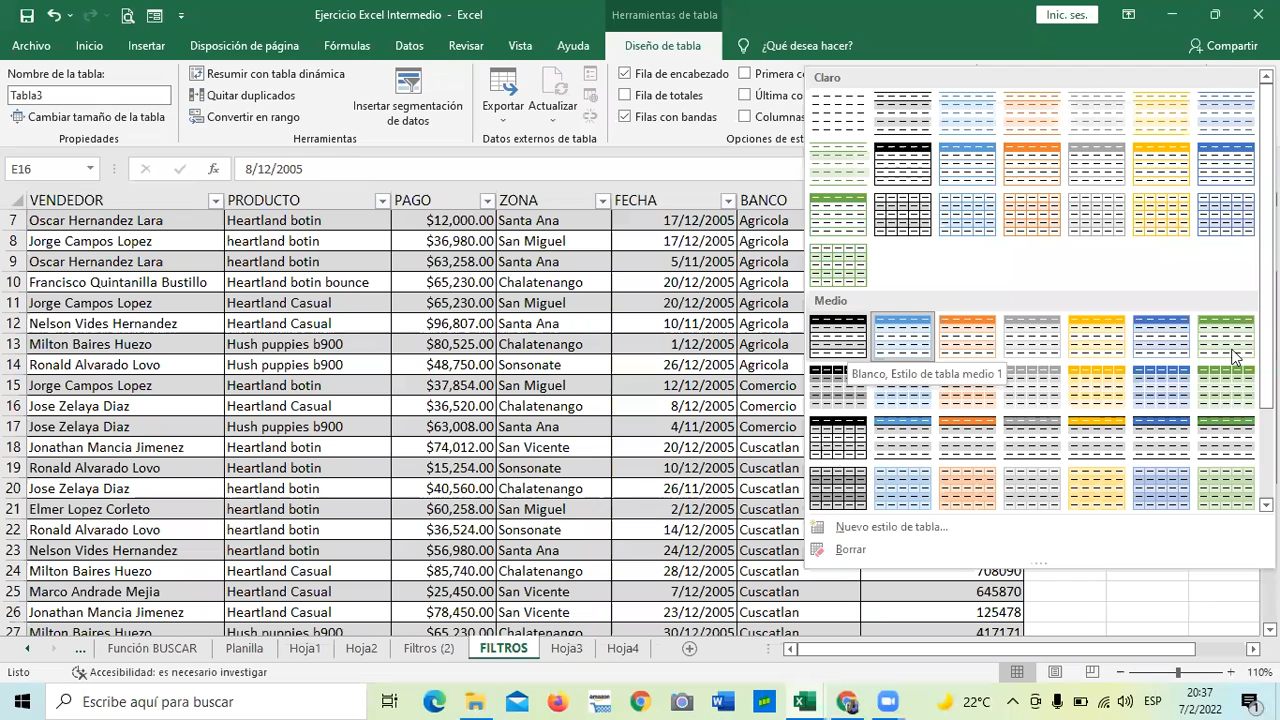 Ejercicios Excel Intermedio - Excel
Herramientas de tabla
Inic. ses.
Archivo Inicio Insertar Disposición de página Fórmulas Datos Revisar Vista Ayuda Diseño de tabla ¿Qué desea hacer? Compartir
Nombre de la tabla:
Tabla3
Cambiar tamaño de la tabla
Propiedades
Resumir con tabla dinámica
Quitar duplicados
Convertir en rango
Herramientas
Insertar segmentación
de datos
Exportar Actualizar
Datos externos de tabla
Fila de encabezado Primera c
Fila de totales Última co
Filas con bandas Columnas
Opciones de esti
Claro
Medio
Blanco, Estilo de tabla medio 1
Nuevo estilo de tabla...
Borrar
E16 fx 8/12/2005
VENDEDOR PRODUCTO PAGO ZONA FECHA BANCO
7 Oscar Hernandez Lara Heartland botin $12,000.00 Santa Ana 17/12/2005 Agricola
8 Jorge Campos Lopez heartland botin $36,980.00 San Miguel 17/12/2005 Agricola
9 Oscar Hernandez Lara heartland botin $63,258.00 Santa Ana 5/11/2005 Agricola
10 Francisco Quintanilla Bustillo Heartland botin bounce $65,230.00 Chalatenango 20/12/2005 Agricola
11 Jorge Campos Lopez Heartland Casual $65,230.00 San Miguel 20/12/2005 Agricola
12 Nelson Vides Hernandez Heartland Casual $96,807.00 Santa Ana 10/11/2005 Agricola
13 Milton Baires Huezo Hush puppies b900 $80,525.00 Santa Ana 1/12/2005 Agricola
14 Ronald Alvarado Lovo Hush puppies b900 $48,750.00 Sonsonate 26/12/2005 Agricola
15 Jorge Campos Lopez Heartland Casual $37,854.00 San Miguel 12/12/2005 Comercio
16 Jose Zelaya Diaz Heartland Casual $36,520.00 Chalatenango 8/12/2005 Comercio
17 Jose Zelaya Diaz Hush puppies b900 $63,008.00 Santa Ana 4/11/2005 Comercio
18 Jonathan Mancia Jimenez Heartland botin $74,012.00 San Vicente 20/12/2005 Cuscatlan
19 Ronald Alvarado Lovo Heartland botin $15,254.00 Sonsonate 10/12/2005 Cuscatlan
20 Jose Zelaya Diaz heartland botin $40,560.00 Chalatenango 26/11/2005 Cuscatlan
21 Elmer Lopez Corleto heartland botin $60,258.00 San Miguel 2/12/2005 Cuscatlan
22 Ronald Alvarado Lovo heartland botin $36,524.00 Sonsonate 14/12/2005 Cuscatlan
23 Nelson Vides Hernandez heartland botin $56,980.00 Santa Ana 24/12/2005 Cuscatlan
24 Milton Baires Huezo Heartland Casual $85,740.00 Chalatenango 28/12/2005 Cuscatlan 708090
25 Marco Andrade Mejia Heartland Casual $25,450.00 San Vicente 7/12/2005 Cuscatlan 645870
26 Jonathan Mancia Jimenez Heartland Casual $78,450.00 San Vicente 23/12/2005 Cuscatlan 125478
27 Milton Baires Huezo Hush puppies b900 $65,230.00 Chalatenango 30/12/2005 Cuscatlan 417171
... Función BUSCAR Planilla Hoja1 Hoja2 Filtros (2) FILTROS Hoja3 Hoja4
Listo Accesibilidad: es necesario investigar 110%
Escribe aquí para buscar 22°C ESP 20:37
7/2/2022